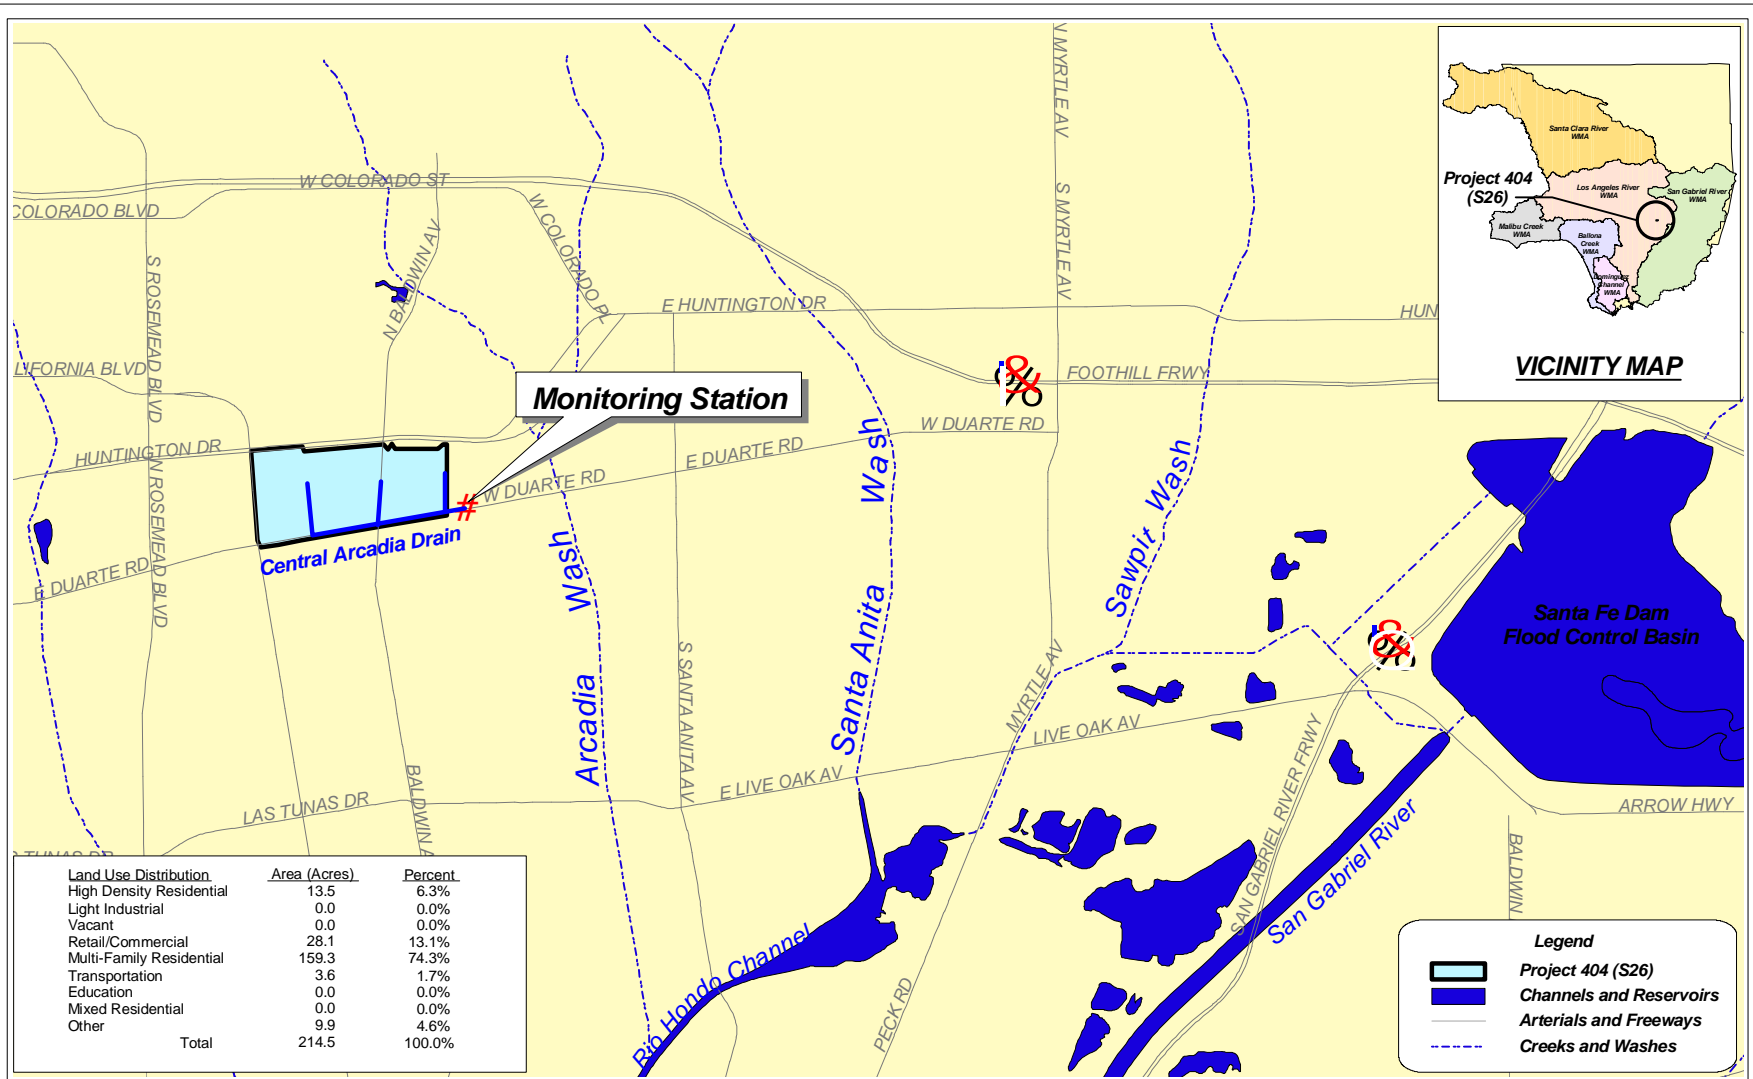 N MYRTLE AV
S MYRTLE AV
W COLORADO ST
COLORADO BLVD
W COLORADO PL
N BALDWIN AV
S ROSEMEAD BLVD
E HUNTINGTON DR
HUN
LIFORNIA BLVD
FOOTHILL FRWY
Monitoring Station
W DUARTE RD
HUNTINGTON DR
E DUARTE RD
N ROSEMEAD BLVD
W DUARTE RD
#
Central Arcadia Drain
E DUARTE RD
Arcadia Wash
Santa Anita Wash
Sawpit Wash
Santa Fe Dam
Flood Control Basin
S SANTA ANITA AV
MYRTLE AV
LIVE OAK AV
E LIVE OAK AV
LAS TUNAS DR
BALDWIN A
SAN GABRIEL RIVER FRWY
San Gabriel River
ARROW HWY
BALDWIN
Rio Hondo Channel
PECK RD
Santa Clara River
WMA
Project 404
(S26)
Los Angeles River
WMA
San Gabriel River
WMA
Malibu Creek
WMA
Ballona
Creek
WMA
Dominguez
Channel
WMA
VICINITY MAP
Land Use Distribution Area (Acres) Percent
High Density Residential 13.5 6.3%
Light Industrial 0.0 0.0%
Vacant 0.0 0.0%
Retail/Commercial 28.1 13.1%
Multi-Family Residential 159.3 74.3%
Transportation 3.6 1.7%
Education 0.0 0.0%
Mixed Residential 0.0 0.0%
Other 9.9 4.6%
Total 214.5 100.0%
Legend
Project 404 (S26)
Channels and Reservoirs
Arterials and Freeways
Creeks and Washes